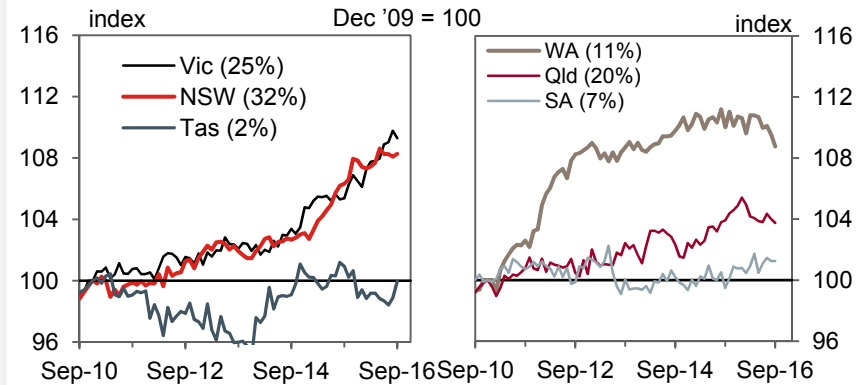 index
Dec ’09 = 100
index
116
112
108
104
100
96
Vic (25%)
NSW (32%)
Tas (2%)
Sep-10
Sep-12
Sep-14
Sep-16
WA (11%)
Qld (20%)
SA (7%)
116
112
108
104
100
96
Sep-10
Sep-12
Sep-14
Sep-16